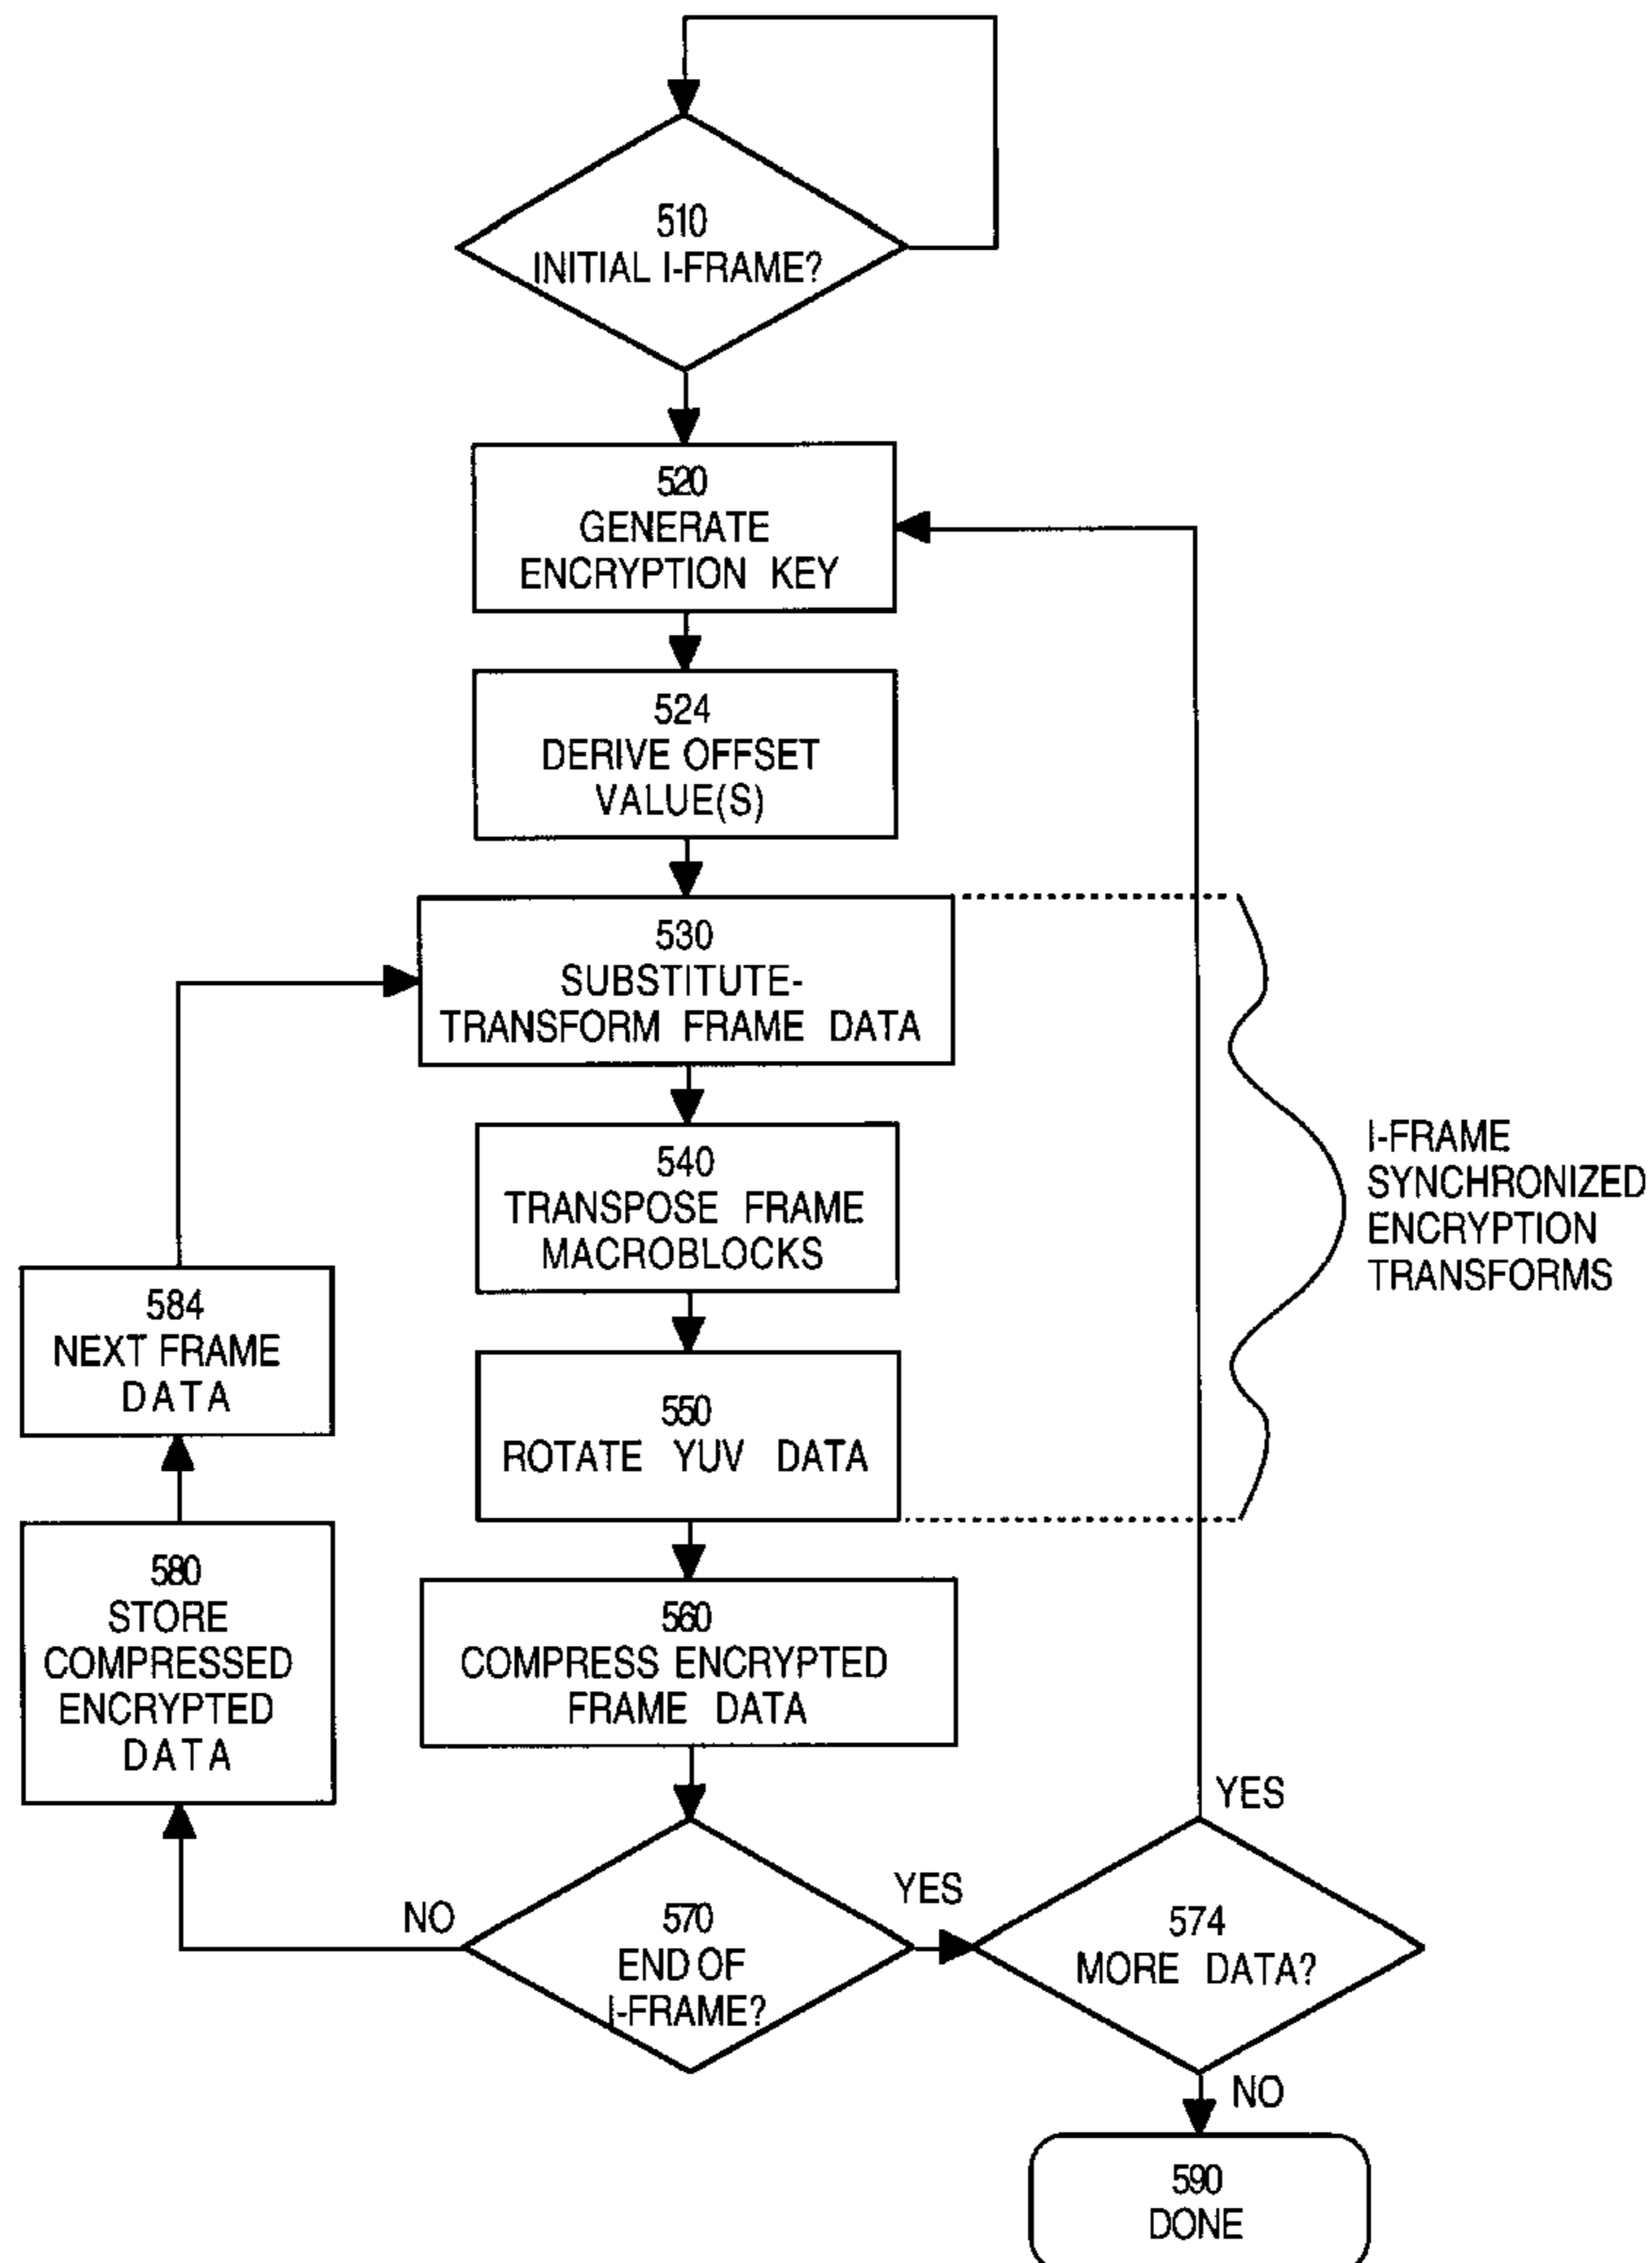 510
INITIAL I-FRAME?
520
GENERATE
ENCRYPTION KEY
524
DERIVE OFFSET
VALUE(S)
530
SUBSTITUTE-
TRANSFORM FRAME DATA
540
TRANSPOSE FRAME
MACROBLOCKS
I-FRAME
SYNCHRONIZED
ENCRYPTION
TRANSFORMS
584
NEXT FRAME
DATA
550
ROTATE YUV DATA
580
STORE
COMPRESSED
ENCRYPTED
DATA
560
COMPRESS ENCRYPTED
FRAME DATA
YES
NO
570
END OF
I-FRAME?
YES
574
MORE DATA?
NO
590
DONE